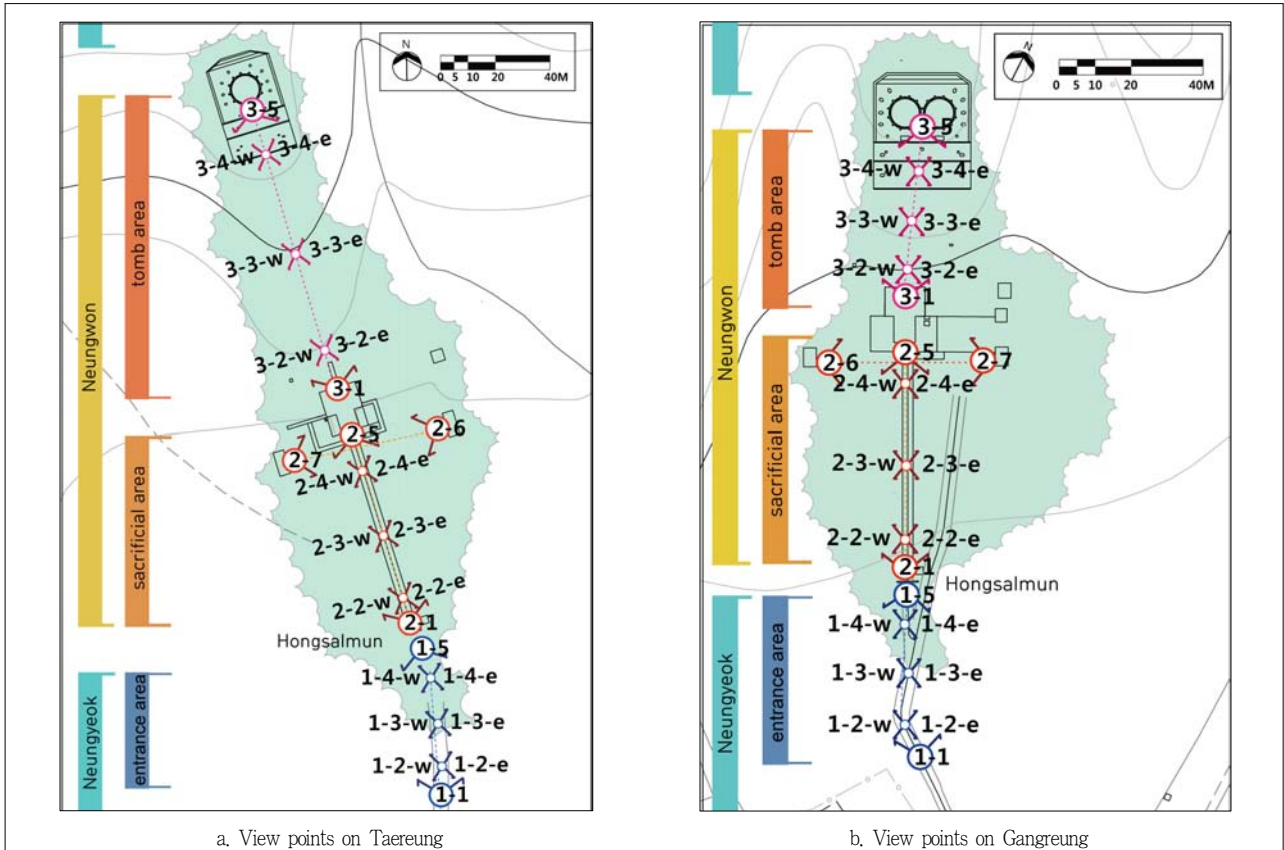 N
0 5 10 20 40M
3-5
3-4-w 3-4-e
3-3-w 3-3-e
3-2-w 3-2-e
3-1
2-5
2-6
2-7
2-4-w 2-4-e
2-3-w 2-3-e
2-2-w 2-2-e
2-1
Hongsalmun
1-5
1-4-w 1-4-e
1-3-w 1-3-e
1-2-w 1-2-e
1-1
Neungwon
tomb area
sacrificial area
Neungyeok
entrance area
a. View points on Taereung
N
0 5 10 20 40M
3-5
3-4-w 3-4-e
3-3-w 3-3-e
3-2-w 3-2-e
3-1
2-5
2-6
2-7
2-4-w 2-4-e
2-3-w 2-3-e
2-2-w 2-2-e
2-1
Hongsalmun
1-5
1-4-w 1-4-e
1-3-w 1-3-e
1-2-w 1-2-e
1-1
Neungwon
tomb area
sacrificial area
Neungyeok
entrance area
b. View points on Gangreung